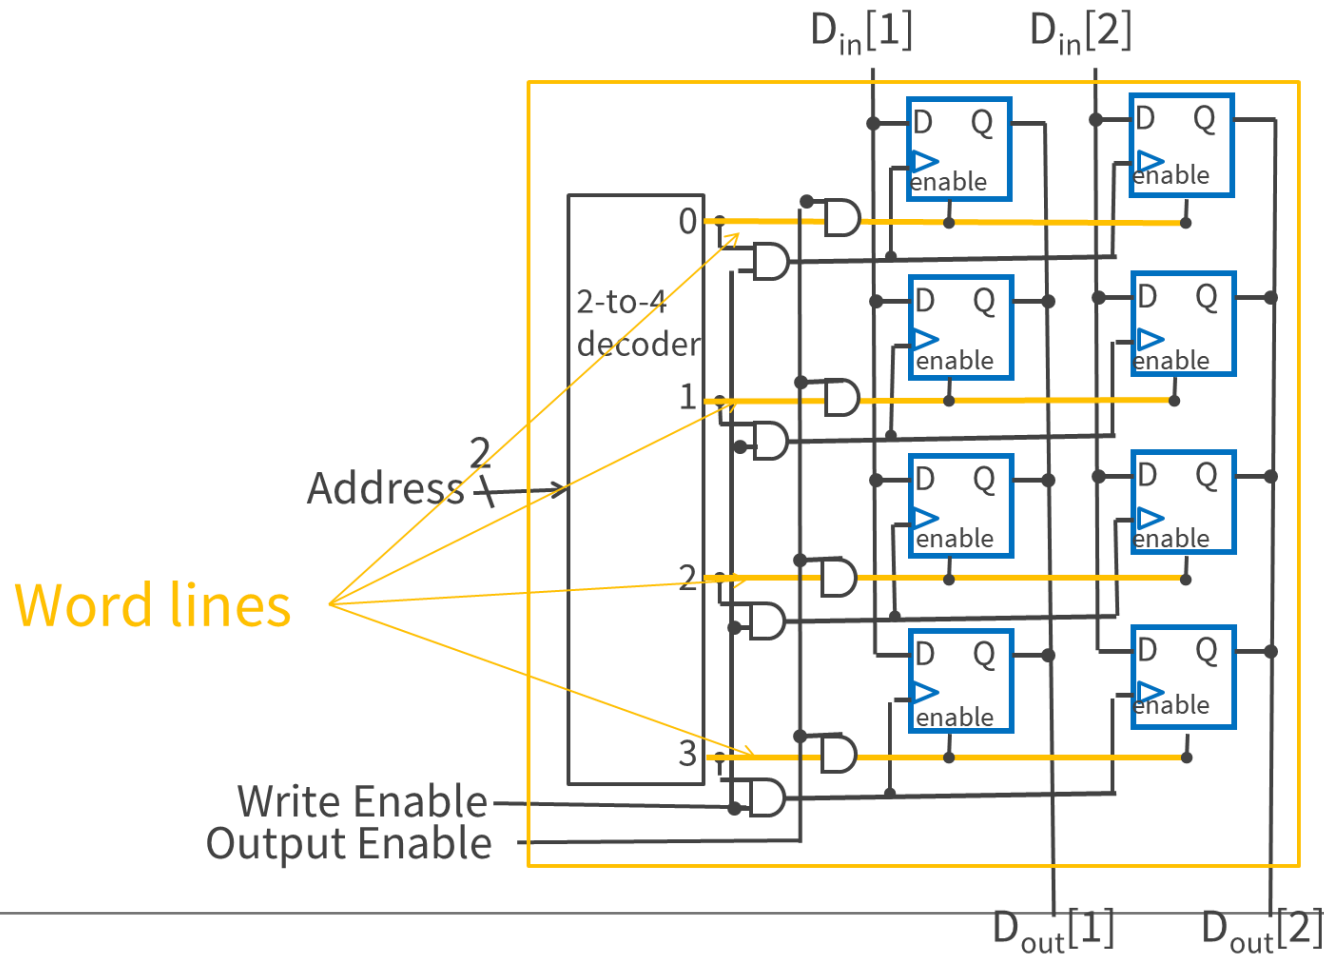 Din[1] Din[2]
D Q
enable
D Q
enable
0
2-to-4
decoder
D Q
enable
D Q
enable
1
2
Address
D Q
enable
D Q
enable
2
Word lines
D Q
enable
D Q
enable
3
Write Enable
Output Enable
Dout[1] Dout[2]